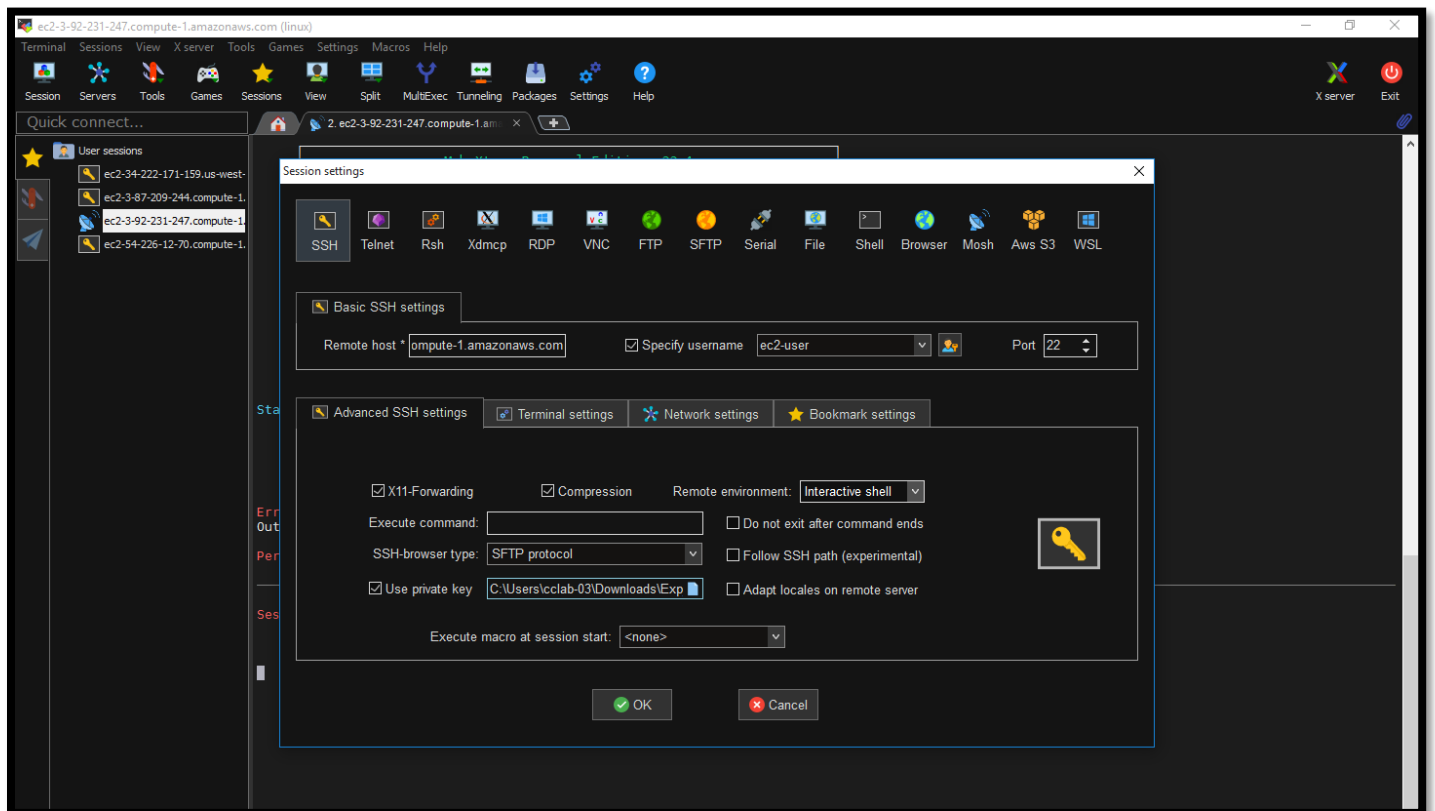 ec2-3-92-231-247.compute-1.amazonaws.com (linux)
Terminal Sessions View X server Tools Games Settings Macros Help
Session Servers Tools Games Sessions View Split MultiExec Tunneling Packages Settings Help X server Exit
Quick connect...
2. ec2-3-92-231-247.compute-1.am
User sessions
ec2-34-222-171-159.us-west-
ec2-3-87-209-244.compute-1.
ec2-3-92-231-247.compute-1.
ec2-54-226-12-70.compute-1.
Session settings
SSH Telnet Rsh Xdmcp RDP VNC FTP SFTP Serial File Shell Browser Mosh Aws S3 WSL
Basic SSH settings
Remote host * ompute-1.amazonaws.com Specify username ec2-user Port 22
Sta
Advanced SSH settings Terminal settings Network settings Bookmark settings
X11-Forwarding Compression Remote environment: Interactive shell
Err
Execute command: Do not exit after command ends
Out
SSH-browser type: SFTP protocol Follow SSH path (experimental)
Per
Use private key C:\Users\cclab-03\Downloads\Exp Adapt locales on remote server
Ses
Execute macro at session start: <none>
OK Cancel